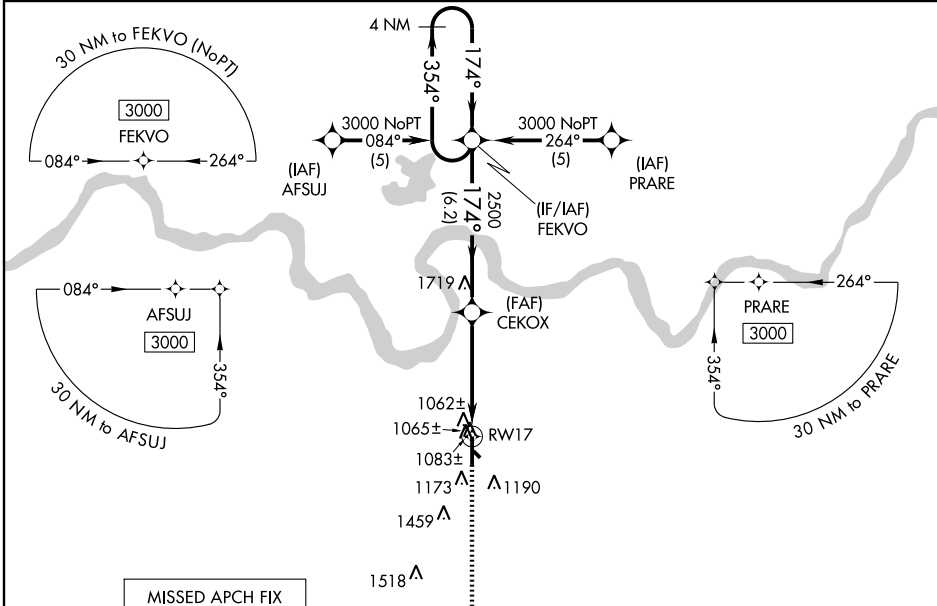 30 NM to FEKVO (NoPT)
3000
FEKVO
084°
264°
4 NM
354°
174°
3000 NoPT
084°
(5)
(IAF)
AFSUJ
3000 NoPT
264°
(5)
(IAF)
PRARE
(IF/IAF)
FEKVO
2500
174°
(6.2)
084°
AFSUJ
3000
354°
30 NM to AFSUJ
1719
(FAF)
CEKOX
264°
PRARE
3000
354°
30 NM to PRARE
1062±
1065±
RW17
1083±
1173
1190
1459
1518
MISSED APCH FIX